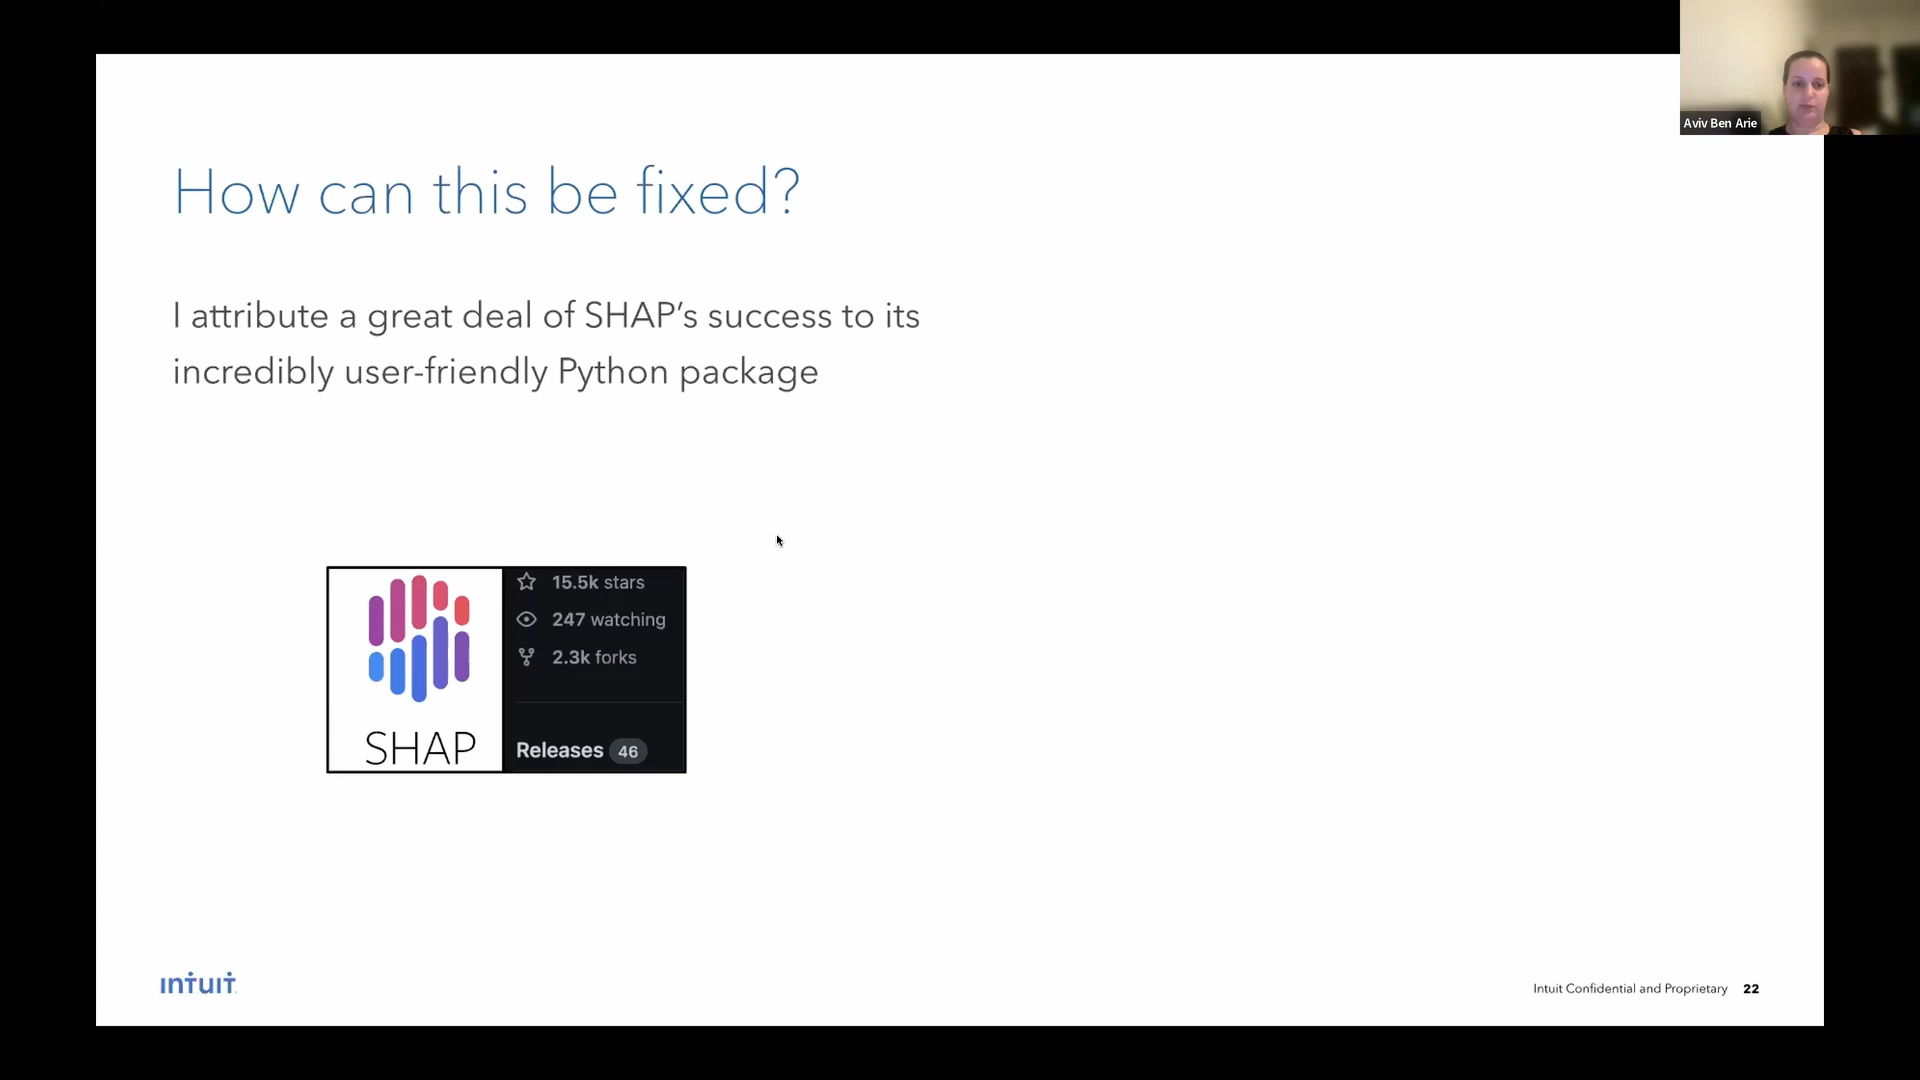 Aviv Ben Arie
How can this be fixed?
I attribute a great deal of SHAP’s success to its
incredibly user-friendly Python package
15.5k stars
247 watching
2.3k forks
SHAP
Releases 46
intuit
Intuit Confidential and Proprietary 22